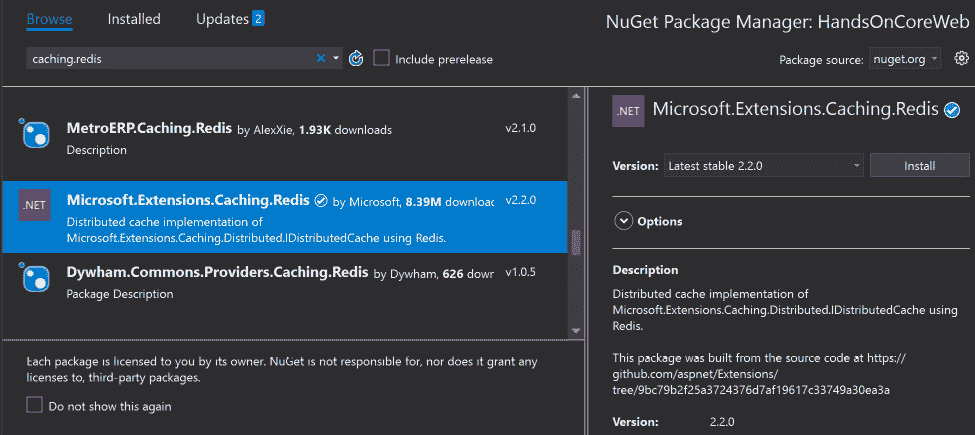 Browse Installed Updates 2
NuGet Package Manager: HandsOnCoreWeb
caching.redis
Include prerelease
Package source: nuget.org
MetroERP.Caching.Redis by AlexXie, 1.93K downloads v2.1.0
Description
.NET
Microsoft.Extensions.Caching.Redis by Microsoft, 8.39M downloac v2.2.0
Distributed cache implementation of
Microsoft.Extensions.Caching.Distributed.IDistributedCache using Redis.
Dywham.Commons.Providers.Caching.Redis by Dywham, 626 down v1.0.5
Package Description
Each package is licensed to you by its owner. NuGet is not responsible for, nor does it grant any
licenses to, third-party packages.
Do not show this again
.NET
Microsoft.Extensions.Caching.Redis
Version: Latest stable 2.2.0 Install
Options
Description
Distributed cache implementation of
Microsoft.Extensions.Caching.Distributed.IDistributedCache using
Redis.
This package was built from the source code at https://
github.com/aspnet/Extensions/
tree/9bc79b2f25a3724376d7af19617c33749a30ea3a
Version: 2.2.0